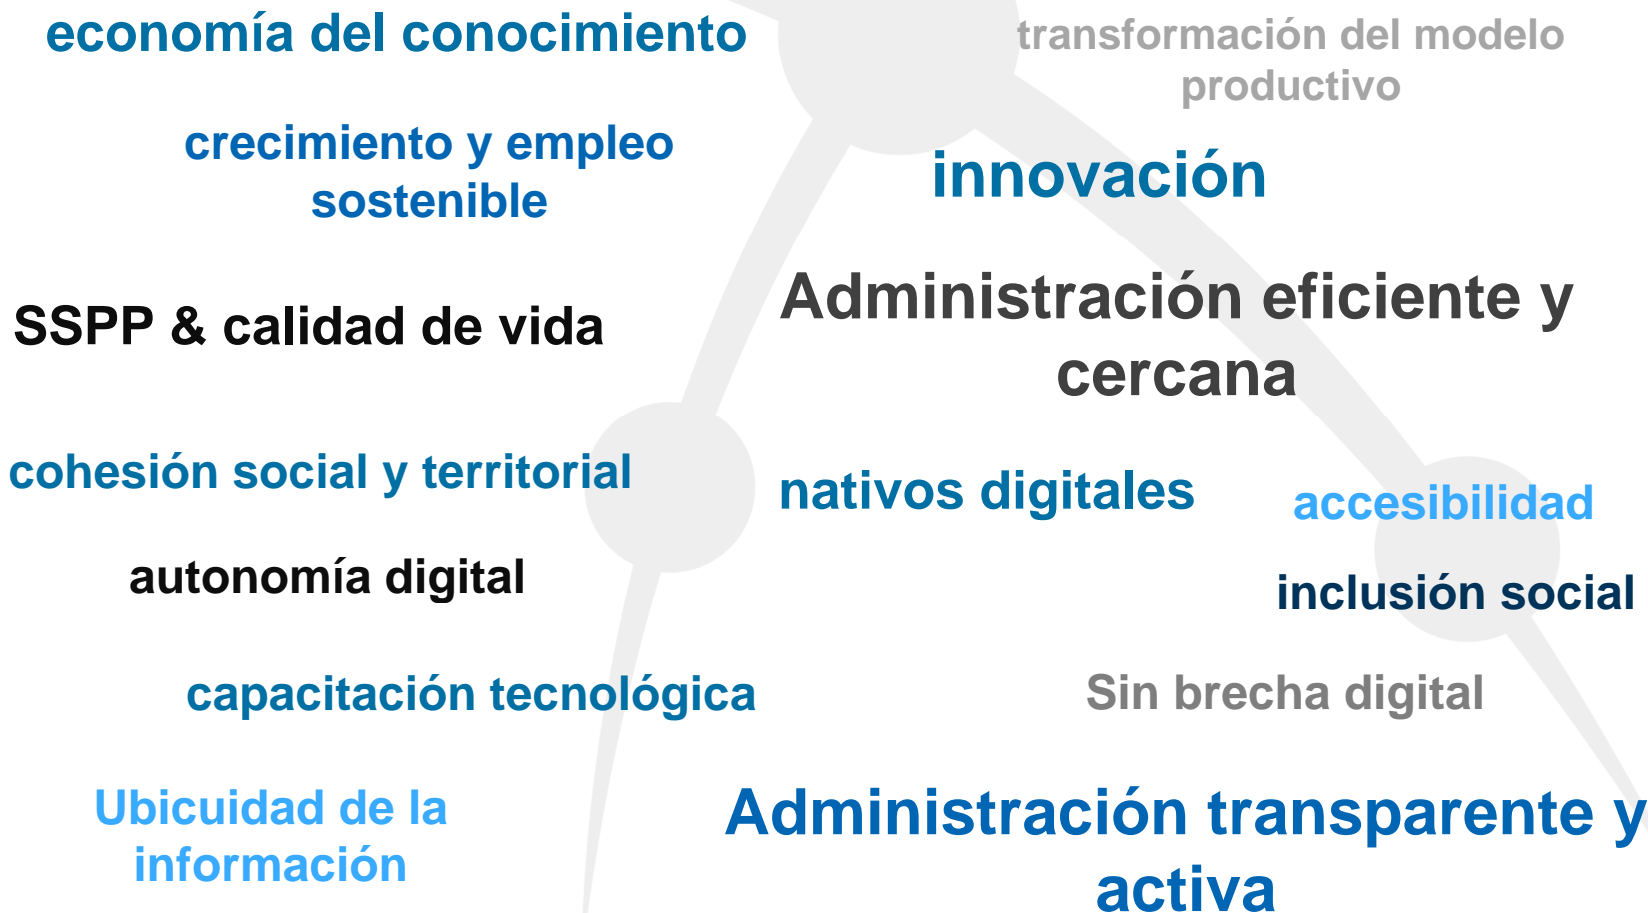 economía del conocimiento
transformación del modelo
productivo
crecimiento y empleo
sostenible
innovación
SSPP & calidad de vida
Administración eficiente y
cercana
cohesión social y territorial
nativos digitales
accesibilidad
autonomía digital
inclusión social
capacitación tecnológica
Sin brecha digital
Ubicuidad de la
información
Administración transparente y
activa